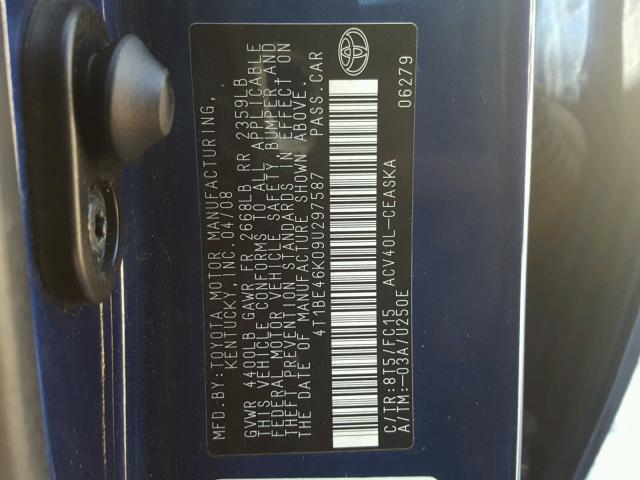 MFD.BY:TOYOTA MOTOR MANUFACTURING,
KENTUCKY, INC. 04/08
GVWR 4400LB GAWR FR 2668LB RR 2359LB
THIS VEHICLE CONFORMS TO ALL APPLICABLE
FEDERAL MOTOR VEHICLE SAFETY, BUMPER, AND
THEFT PREVENTION STANDARDS IN EFFECT ON
THE DATE OF MANUFACTURE SHOWN ABOVE.
4T1BE46K09U297587 PASS.CAR
C/TR:8T5/FC15 ACV40L-CEASKA
A/TM:-03A/U250E 06279